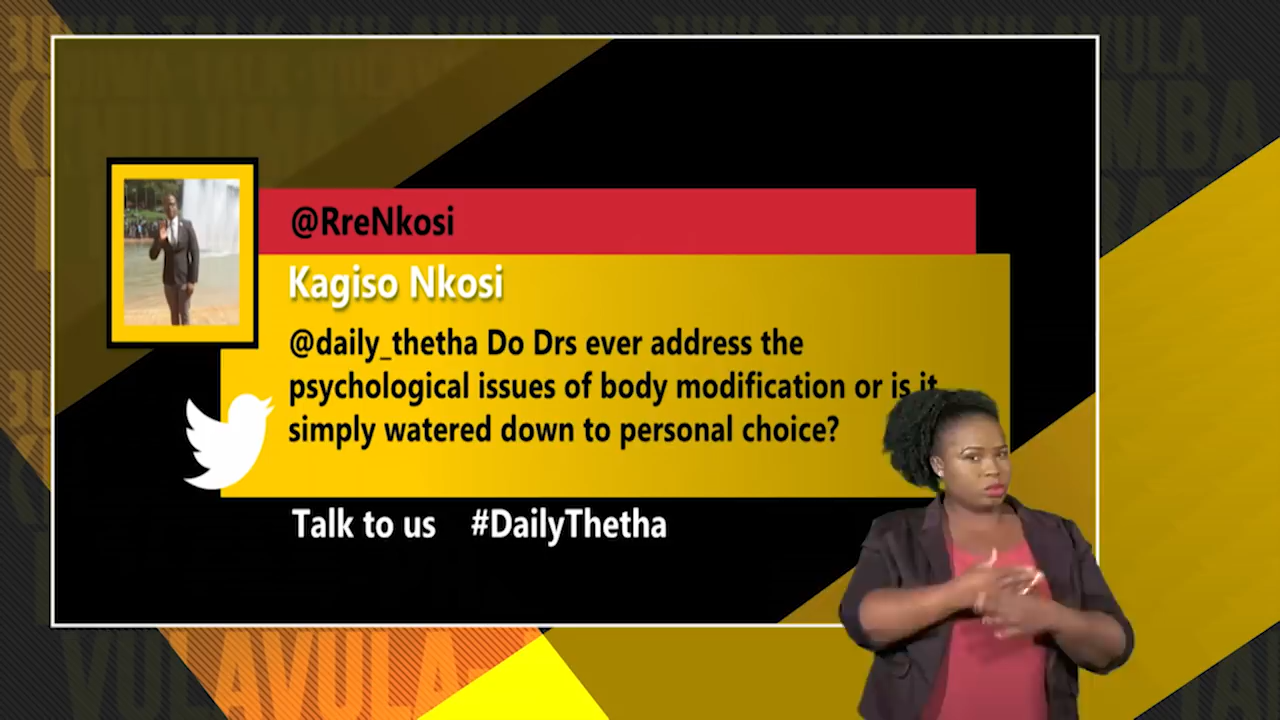 @RreNkosi
Kagiso Nkosi
@daily_thetha Do Drs ever address the
psychological issues of body modification or is it
simply watered down to personal choice?
Talk to us #DailyThetha
VULAVULA